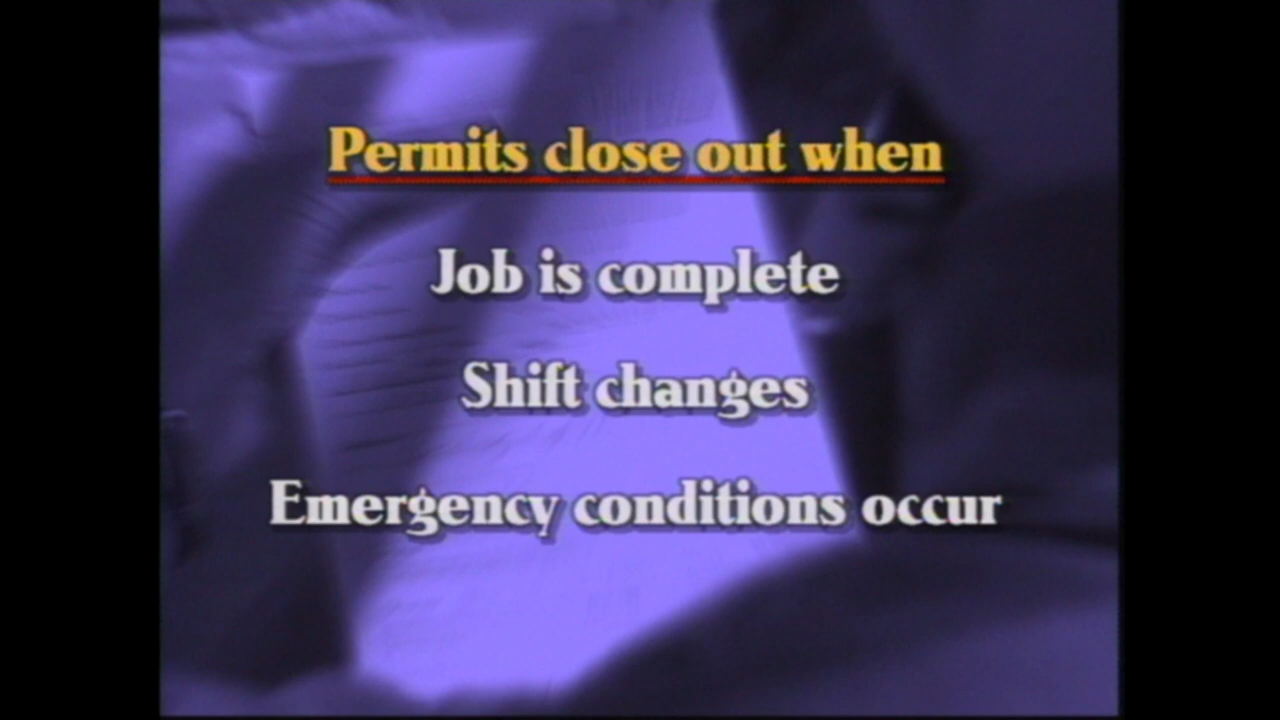 Permits close out when
Job is complete
Shift changes
Emergency conditions occur